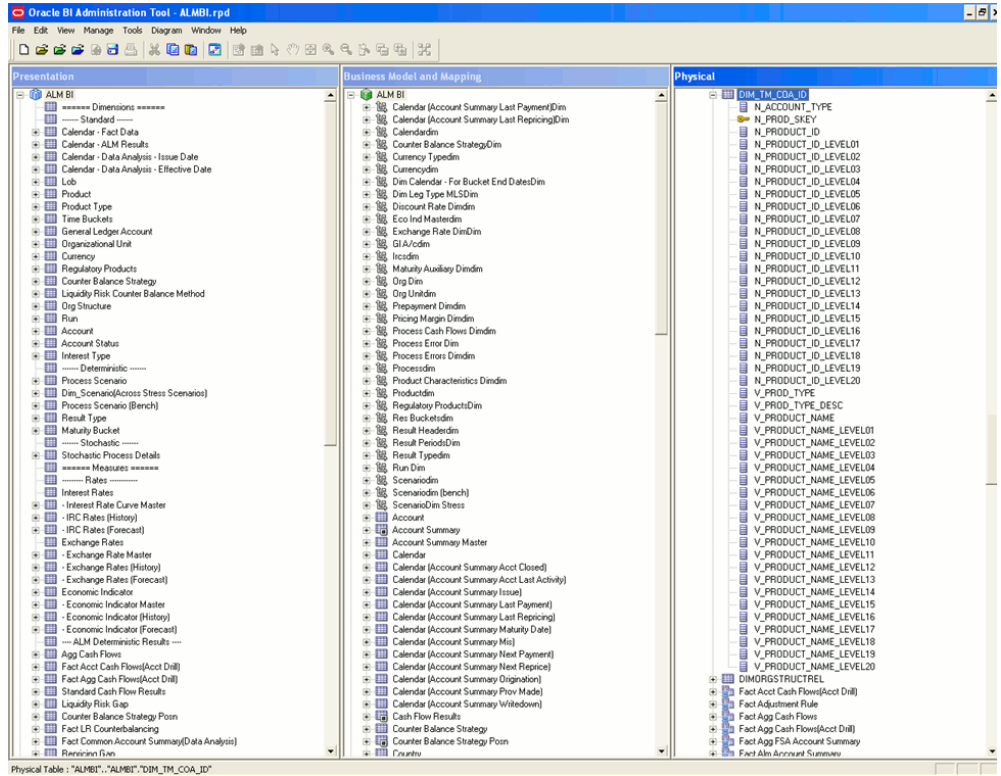 Oracle BI Administration Tool - ALMBI.rpd
File Edit View Manage Tools Diagram Window Help
Presentation
ALM BI
====== Dimensions ======
------ Standard ------
Calendar - Fact Data
Calendar - ALM Results
Calendar - Data Analysis - Issue Date
Calendar - Data Analysis - Effective Date
Lob
Product
Product Type
Time Buckets
General Ledger Account
Organizational Unit
Currency
Regulatory Products
Counter Balance Strategy
Liquidity Risk Counter Balance Method
Org Structure
Run
Account
Account Status
Interest Type
------- Deterministic -------
Process Scenario
Dim_Scenario(Across Stress Scenarios)
Process Scenario (Bench)
Result Type
Maturity Bucket
------- Stochastic -------
Stochastic Process Details
====== Measures ======
--------- Rates -----------
Interest Rates
- Interest Rate Curve Master
- IRC Rates (History)
- IRC Rates (Forecast)
Exchange Rates
- Exchange Rate Master
- Exchange Rates (History)
- Exchange Rates (Forecast)
Economic Indicator
- Economic Indicator Master
- Economic Indicator (History)
- Economic Indicator (Forecast)
---- ALM Deterministic Results ----
Agg Cash Flows
Fact Acct Cash Flows(Acct Drill)
Fact Agg Cash Flows(Acct Drill)
Standard Cash Flow Results
Liquidity Risk Gap
Counter Balance Strategy Posn
Fact LR Counterbalancing
Fact Common Account Summary(Data Analysis)
Repricing Gap
Business Model and Mapping
ALM BI
Calendar (Account Summary Last Payment)Dim
Calendar (Account Summary Last Repricing)Dim
Calendardim
Counter Balance StrategyDim
Currency Typedim
Currencydim
Dim Calendar - For Bucket End DatesDim
Dim Leg Type MLSDim
Discount Rate Dimdim
Eco Ind Masterdim
Exchange Rate DimDim
Gl A/cdim
Ircsdim
Maturity Auxiliary Dimdim
Org Dim
Org Unitdim
Prepayment Dimdim
Pricing Margin Dimdim
Process Cash Flows Dimdim
Process Error Dim
Process Errors Dimdim
Processdim
Product Characteristics Dimdim
Productdim
Regulatory ProductsDim
Res Bucketsdim
Result Headerdim
Result PeriodsDim
Result Typedim
Run Dim
Scenariodim
Scenariodim (bench)
ScenarioDim Stress
Account
Account Summary
Account Summary Master
Calendar
Calendar (Account Summary Acct Closed)
Calendar (Account Summary Acct Last Activity)
Calendar (Account Summary Issue)
Calendar (Account Summary Last Payment)
Calendar (Account Summary Last Repricing)
Calendar (Account Summary Maturity Date)
Calendar (Account Summary Mis)
Calendar (Account Summary Next Payment)
Calendar (Account Summary Next Reprice)
Calendar (Account Summary Origination)
Calendar (Account Summary Prov Made)
Calendar (Account Summary Writedown)
Cash Flow Results
Counter Balance Strategy
Counter Balance Strategy Posn
Country
Physical
DIM_TM_COA_ID
N_ACCOUNT_TYPE
N_PROD_SKEY
N_PRODUCT_ID
N_PRODUCT_ID_LEVEL01
N_PRODUCT_ID_LEVEL02
N_PRODUCT_ID_LEVEL03
N_PRODUCT_ID_LEVEL04
N_PRODUCT_ID_LEVEL05
N_PRODUCT_ID_LEVEL06
N_PRODUCT_ID_LEVEL07
N_PRODUCT_ID_LEVEL08
N_PRODUCT_ID_LEVEL09
N_PRODUCT_ID_LEVEL10
N_PRODUCT_ID_LEVEL11
N_PRODUCT_ID_LEVEL12
N_PRODUCT_ID_LEVEL13
N_PRODUCT_ID_LEVEL14
N_PRODUCT_ID_LEVEL15
N_PRODUCT_ID_LEVEL16
N_PRODUCT_ID_LEVEL17
N_PRODUCT_ID_LEVEL18
N_PRODUCT_ID_LEVEL19
N_PRODUCT_ID_LEVEL20
V_PROD_TYPE
V_PROD_TYPE_DESC
V_PRODUCT_NAME
V_PRODUCT_NAME_LEVEL01
V_PRODUCT_NAME_LEVEL02
V_PRODUCT_NAME_LEVEL03
V_PRODUCT_NAME_LEVEL04
V_PRODUCT_NAME_LEVEL05
V_PRODUCT_NAME_LEVEL06
V_PRODUCT_NAME_LEVEL07
V_PRODUCT_NAME_LEVEL08
V_PRODUCT_NAME_LEVEL09
V_PRODUCT_NAME_LEVEL10
V_PRODUCT_NAME_LEVEL11
V_PRODUCT_NAME_LEVEL12
V_PRODUCT_NAME_LEVEL13
V_PRODUCT_NAME_LEVEL14
V_PRODUCT_NAME_LEVEL15
V_PRODUCT_NAME_LEVEL16
V_PRODUCT_NAME_LEVEL17
V_PRODUCT_NAME_LEVEL18
V_PRODUCT_NAME_LEVEL19
V_PRODUCT_NAME_LEVEL20
DIMORGSTRUCTREL
Fact Acct Cash Flows(Acct Drill)
Fact Adjustment Rule
Fact Agg Cash Flows
Fact Agg Cash Flows(Acct Drill)
Fact Agg FSA Account Summary
Fact Alm Account Summary
Physical Table : "ALMBI".."ALMBI"."DIM_TM_COA_ID"